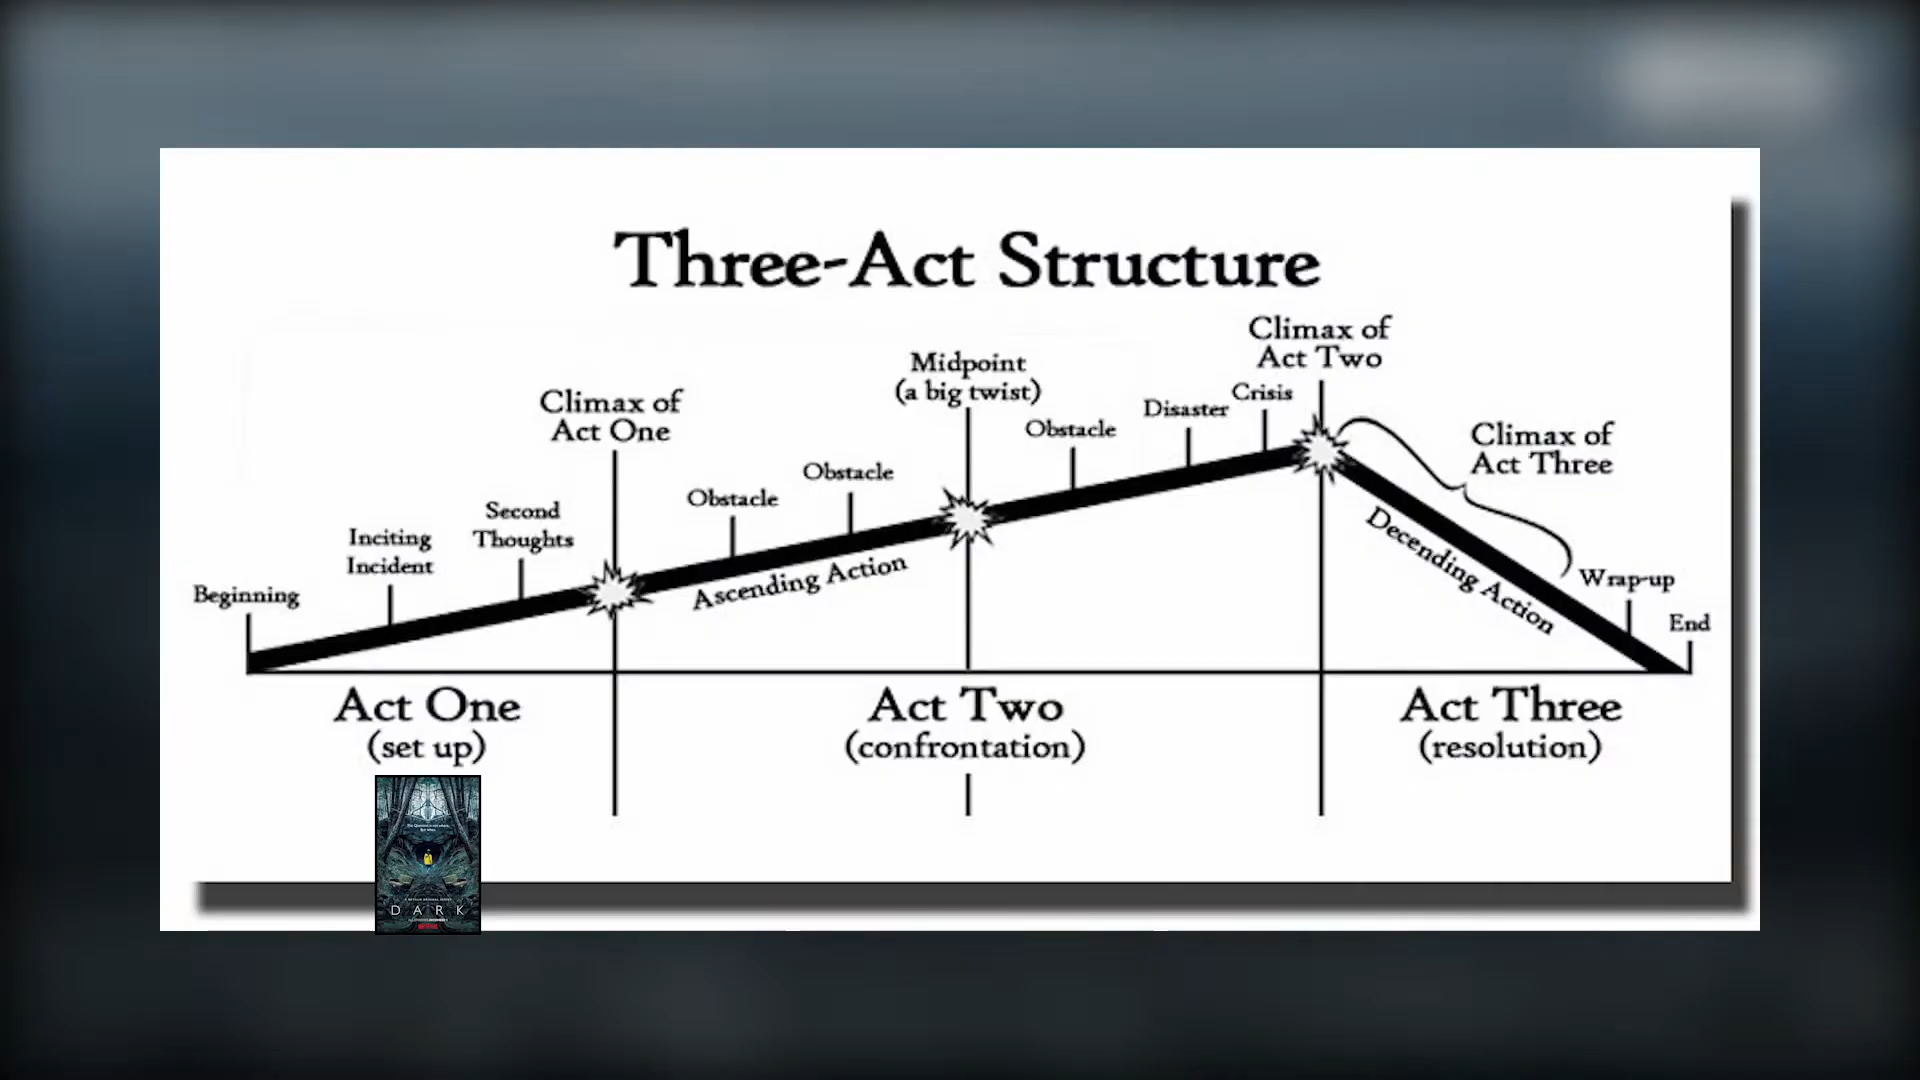 Three-Act Structure
Climax of
Act Two
Midpoint
(a big twist)
Crisis
Climax of
Act One
Disaster
Obstacle
Climax of
Act Three
Obstacle
Obstacle
Second
Thoughts
Inciting
Incident
Beginning
Ascending Action
Decending Action
Wrap-up
End
Act One
(set up)
Act Two
(confrontation)
Act Three
(resolution)
DARK